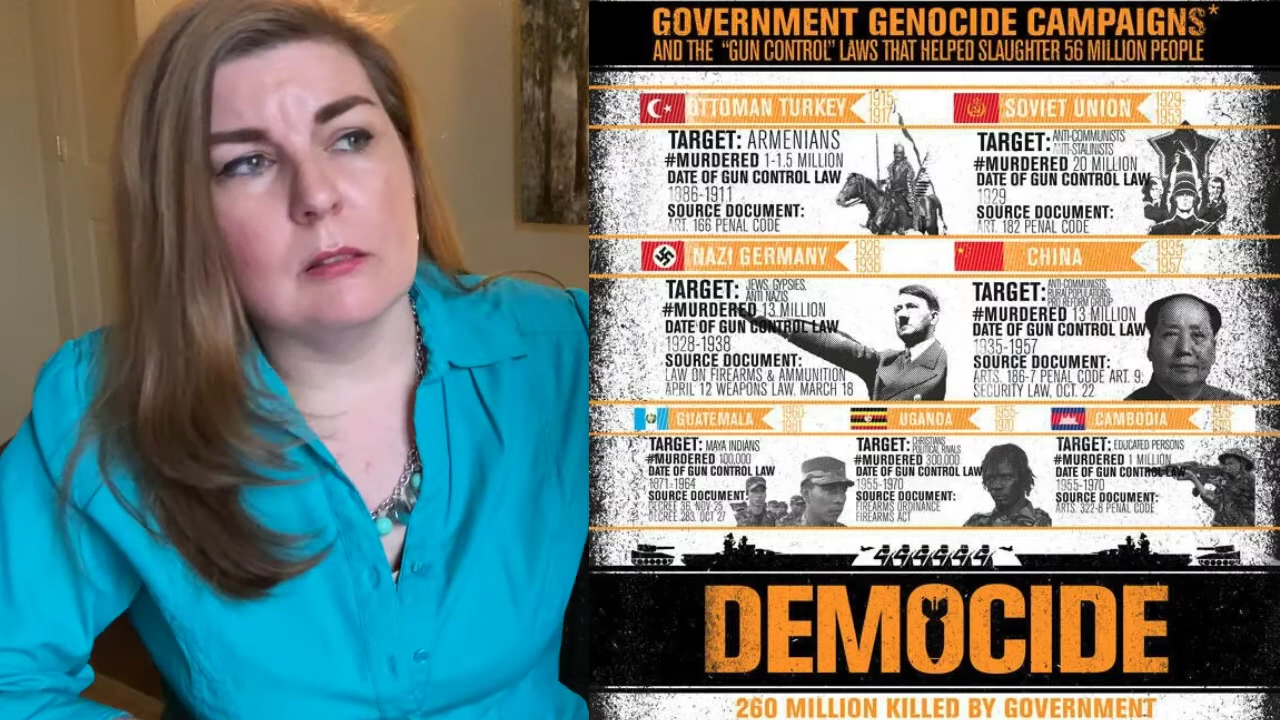 GOVERNMENT GENOCIDE CAMPAIGNS*
AND THE "GUN CONTROL" LAWS THAT HELPED SLAUGHTER 56 MILLION PEOPLE
OTTOMAN TURKEY 1915-1917
TARGET: ARMENIANS
#MURDERED 1-1.5 MILLION
DATE OF GUN CONTROL LAW
1886-1911
SOURCE DOCUMENT:
ART. 166 PENAL CODE
SOVIET UNION 1929-1953
TARGET: ANTI-COMMUNISTS
ANTI-STALINISTS
#MURDERED 20 MILLION
DATE OF GUN CONTROL LAW
1929
SOURCE DOCUMENT:
ART. 182 PENAL CODE
NAZI GERMANY
TARGET: JEWS, GYPSIES,
ANTI NAZIS
#MURDERED 13 MILLION
DATE OF GUN CONTROL LAW
1928-1938
SOURCE DOCUMENT:
LAW ON FIREARMS & AMMUNITION
APRIL 12 WEAPONS LAW, MARCH 18
CHINA 1935-1957
TARGET: ANTI-COMMUNISTS
RURAL POPULATIONS
PRO REFORM GROUP
#MURDERED 13 MILLION
DATE OF GUN CONTROL LAW
1935-1957
SOURCE DOCUMENT:
ARTS. 186-7 PENAL CODE ART. 9.
SECURITY LAW, OCT. 22
GUATEMALA
TARGET: MAYA INDIANS
#MURDERED 100,000
DATE OF GUN CONTROL LAW
1871-1964
SOURCE DOCUMENT:
DECREE 36, NOV 25
DECREE 283, OCT 27
UGANDA 1955-1970
TARGET: CHRISTIANS
POLITICAL RIVALS
#MURDERED 300,000
DATE OF GUN CONTROL LAW
1955-1970
SOURCE DOCUMENT:
FIREARMS ORDINANCE
FIREARMS ACT
CAMBODIA
TARGET: EDUCATED PERSONS
#MURDERED 1 MILLION
DATE OF GUN CONTROL LAW
1955-1970
SOURCE DOCUMENT:
ARTS. 322-8 PENAL CODE
DEMOCIDE
260 MILLION KILLED BY GOVERNMENT